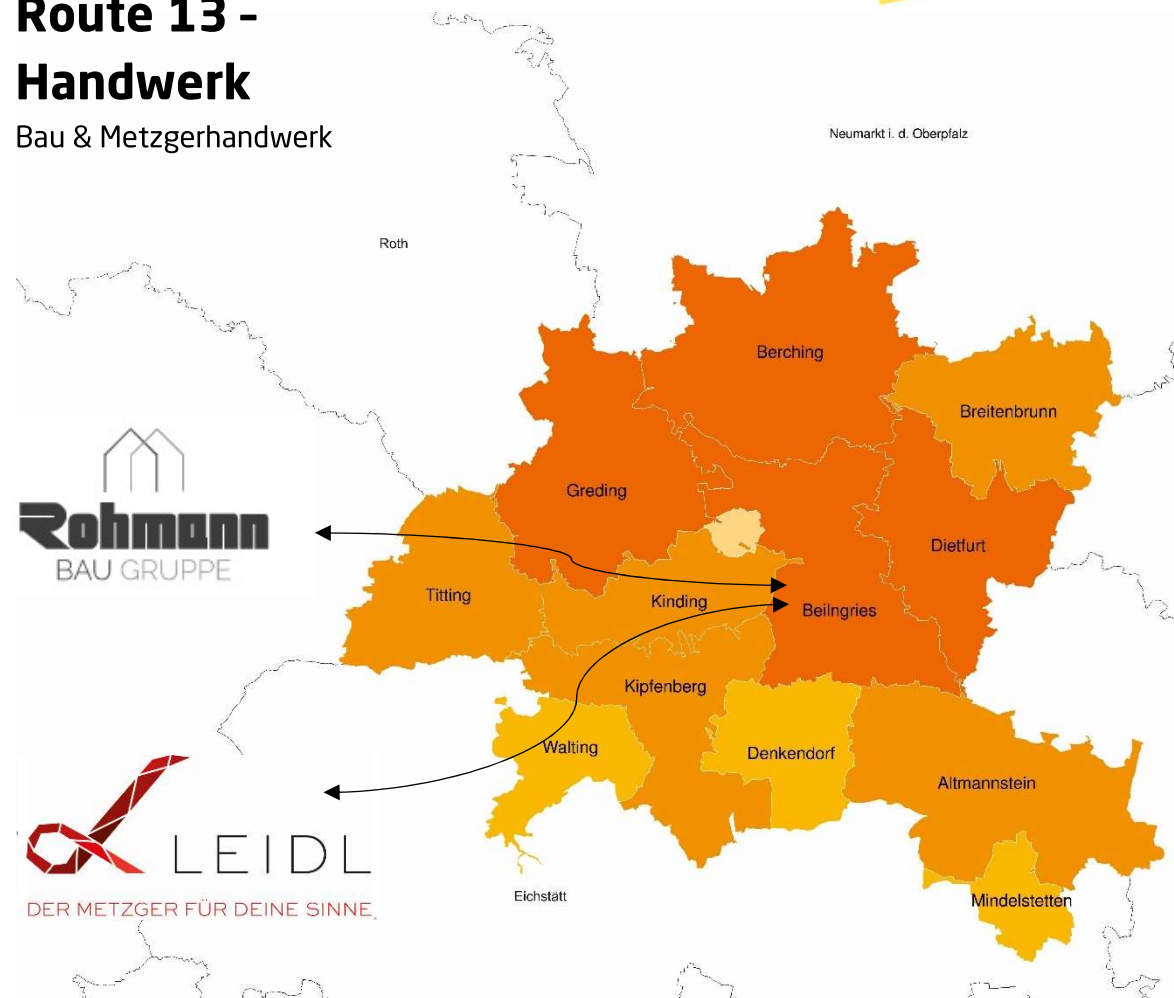 Route 13 -
Handwerk
Bau & Metzgerhandwerk
Neumarkt i. d. Oberpfalz
Roth
Berching
Breitenbrunn
Greding
Rohmann
BAU GRUPPE
Dietfurt
Titting
Kinding
Beilngries
Kipfenberg
Walting
Denkendorf
Altmannstein
LEIDL
DER METZGER FÜR DEINE SINNE
Eichstätt
Mindelstetten